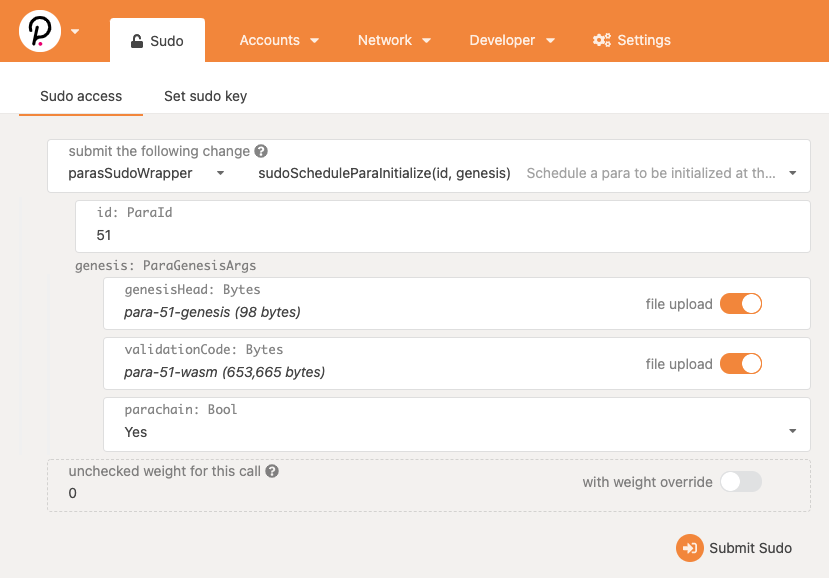 Sudo Accounts Network Developer Settings
Sudo access Set sudo key
submit the following change
parasSudoWrapper sudoScheduleParaInitialize(id, genesis) Schedule a para to be initialized at th...
id: ParaId
51
genesis: ParaGenesisArgs
genesisHead: Bytes
para-51-genesis (98 bytes) file upload
validationCode: Bytes
para-51-wasm (653,665 bytes) file upload
parachain: Bool
Yes
unchecked weight for this call
0 with weight override
Submit Sudo